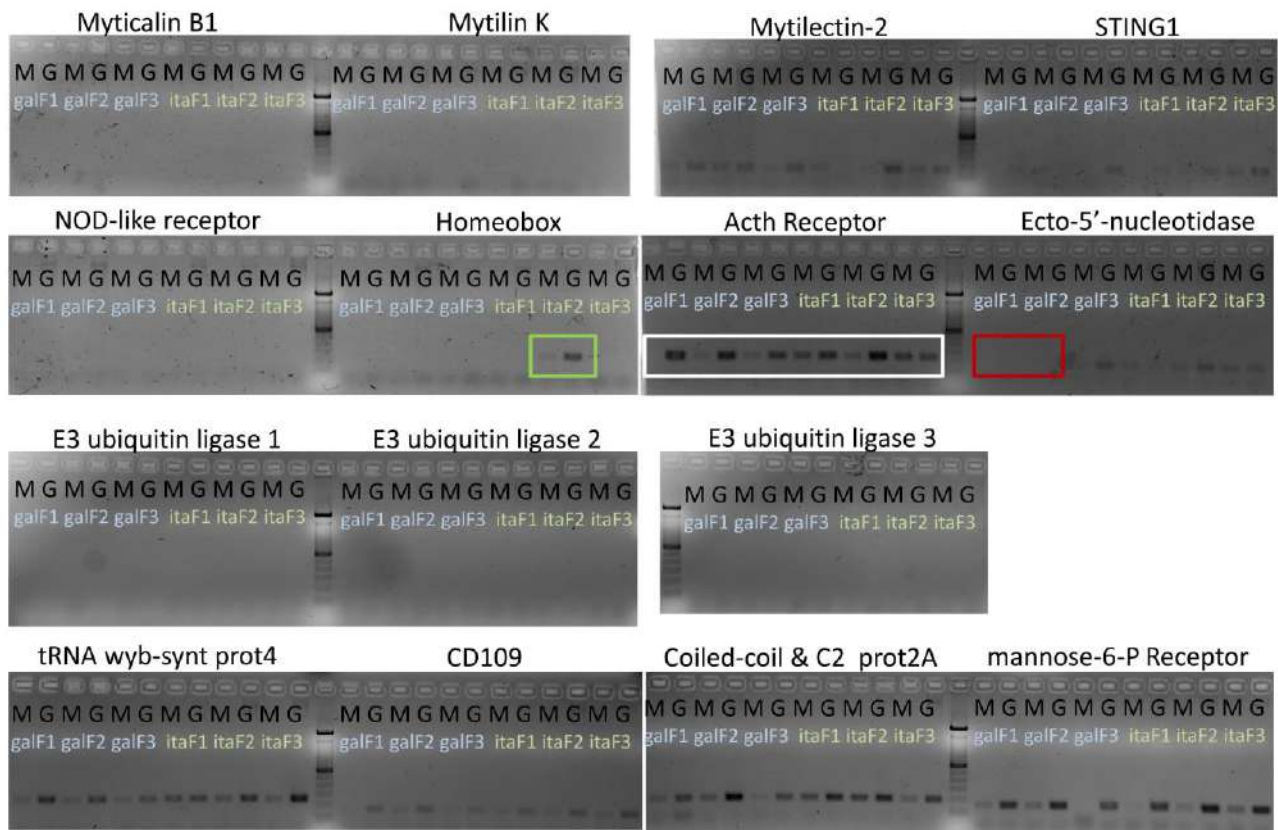 Myticalin B1 Mytilin K Mytilectin-2 STING1
M G M G M G M G M G M G M G M G M G M G M G M G M G M G M G M G M G M G M G M G M G M G M G M G
galF1 galF2 galF3 itaF1 itaF2 itaF3 galF1 galF2 galF3 itaF1 itaF2 itaF3 galF1 galF2 galF3 itaF1 itaF2 itaF3 galF1 galF2 galF3 itaF1 itaF2 itaF3
NOD-like receptor Homeobox Acth Receptor Ecto-5'-nucleotidase
M G M G M G M G M G M G M G M G M G M G M G M G M G M G M G M G M G M G M G M G M G M G M G M G
galF1 galF2 galF3 itaF1 itaF2 itaF3 galF1 galF2 galF3 itaF1 itaF2 itaF3 galF1 galF2 galF3 itaF1 itaF2 itaF3 galF1 galF2 galF3 itaF1 itaF2 itaF3
E3 ubiquitin ligase 1 E3 ubiquitin ligase 2 E3 ubiquitin ligase 3
M G M G M G M G M G M G M G M G M G M G M G M G M G M G M G M G M G M G
galF1 galF2 galF3 itaF1 itaF2 itaF3 galF1 galF2 galF3 itaF1 itaF2 itaF3 galF1 galF2 galF3 itaF1 itaF2 itaF3
tRNA wyb-synt prot4 CD109 Coiled-coil & C2 prot2A mannose-6-P Receptor
M G M G M G M G M G M G M G M G M G M G M G M G M G M G M G M G M G M G M G M G M G M G M G M G
galF1 galF2 galF3 itaF1 itaF2 itaF3 galF1 galF2 galF3 itaF1 itaF2 itaF3 galF1 galF2 galF3 itaF1 itaF2 itaF3 galF1 galF2 galF3 itaF1 itaF2 itaF3